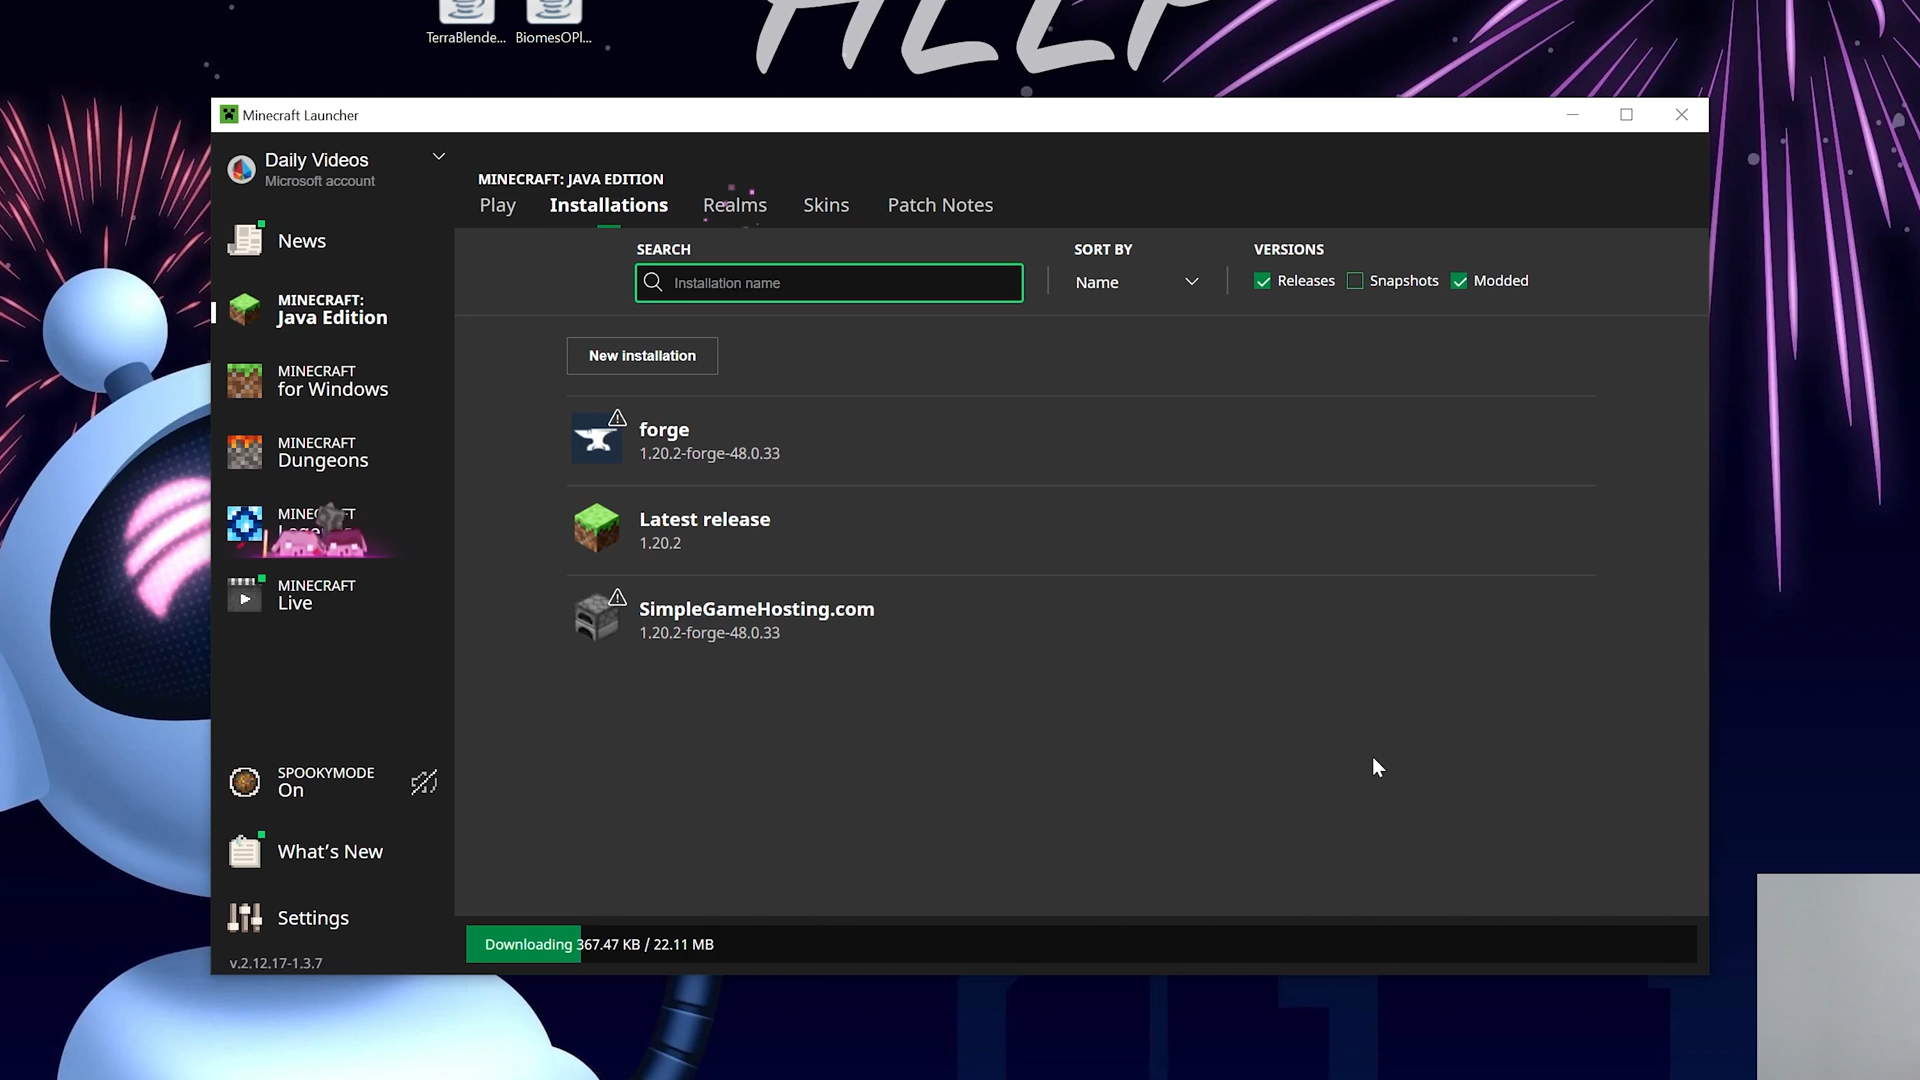 HELP
TerraBlende... BiomesOPl...
Minecraft Launcher
Daily Videos
Microsoft account
MINECRAFT: JAVA EDITION
Play Installations Realms Skins Patch Notes
News
MINECRAFT:
Java Edition
MINECRAFT
for Windows
MINECRAFT
Dungeons
MINECRAFT
MINECRAFT
Live
SPOOKYMODE
On
What's New
Settings
v.2.12.17-1.3.7
SEARCH
Installation name
SORT BY
Name
VERSIONS
Releases Snapshots Modded
New installation
forge
1.20.2-forge-48.0.33
Latest release
1.20.2
SimpleGameHosting.com
1.20.2-forge-48.0.33
Downloading 367.47 KB / 22.11 MB